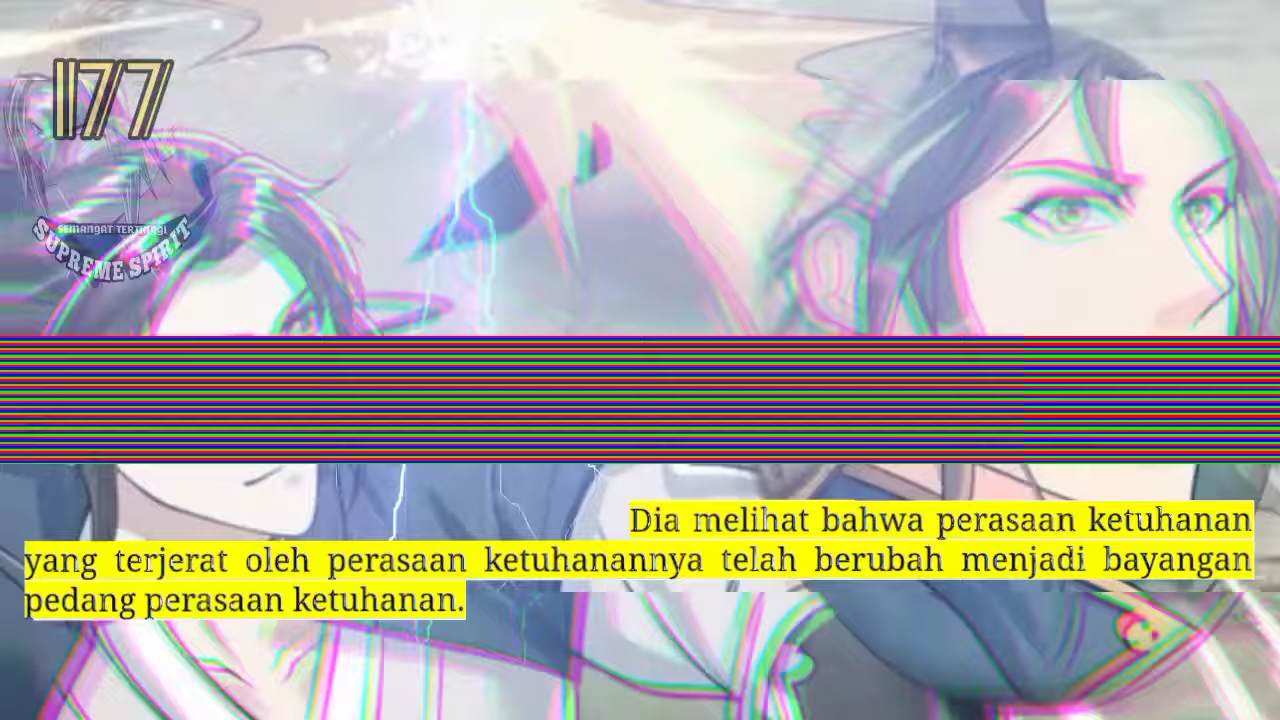 177
SEMANGAT TERTINGGI
SUPREME SPIRIT
Dia melihat bahwa perasaan ketuhanan
yang terjerat oleh perasaan ketuhanannya telah berubah menjadi bayangan
pedang perasaan ketuhanan.